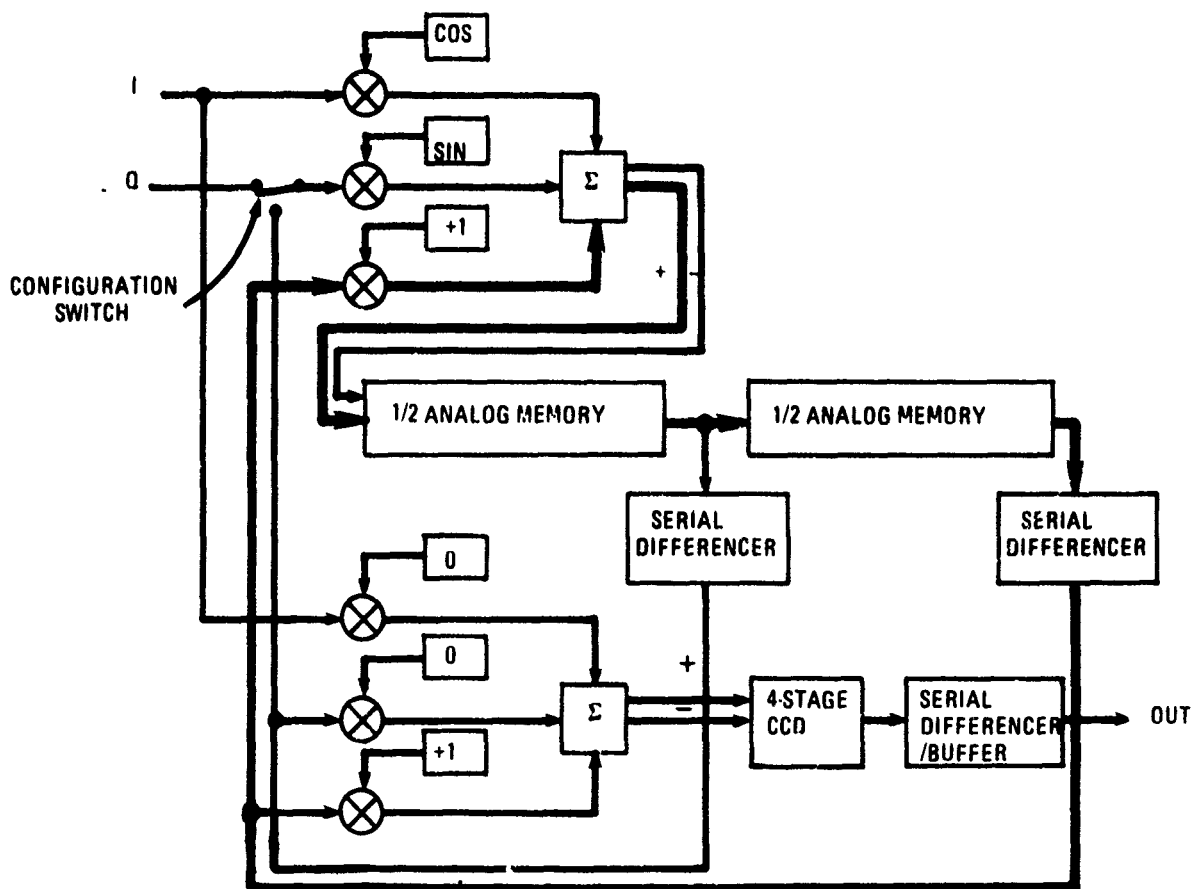 COS
I
SIN
Q
Σ
+1
+ -
CONFIGURATION
SWITCH
1/2 ANALOG MEMORY
1/2 ANALOG MEMORY
SERIAL
DIFFERENCER
SERIAL
DIFFERENCER
0
0
+
Σ
-
4-STAGE
CCD
SERIAL
DIFFERENCER
/BUFFER
OUT
+1